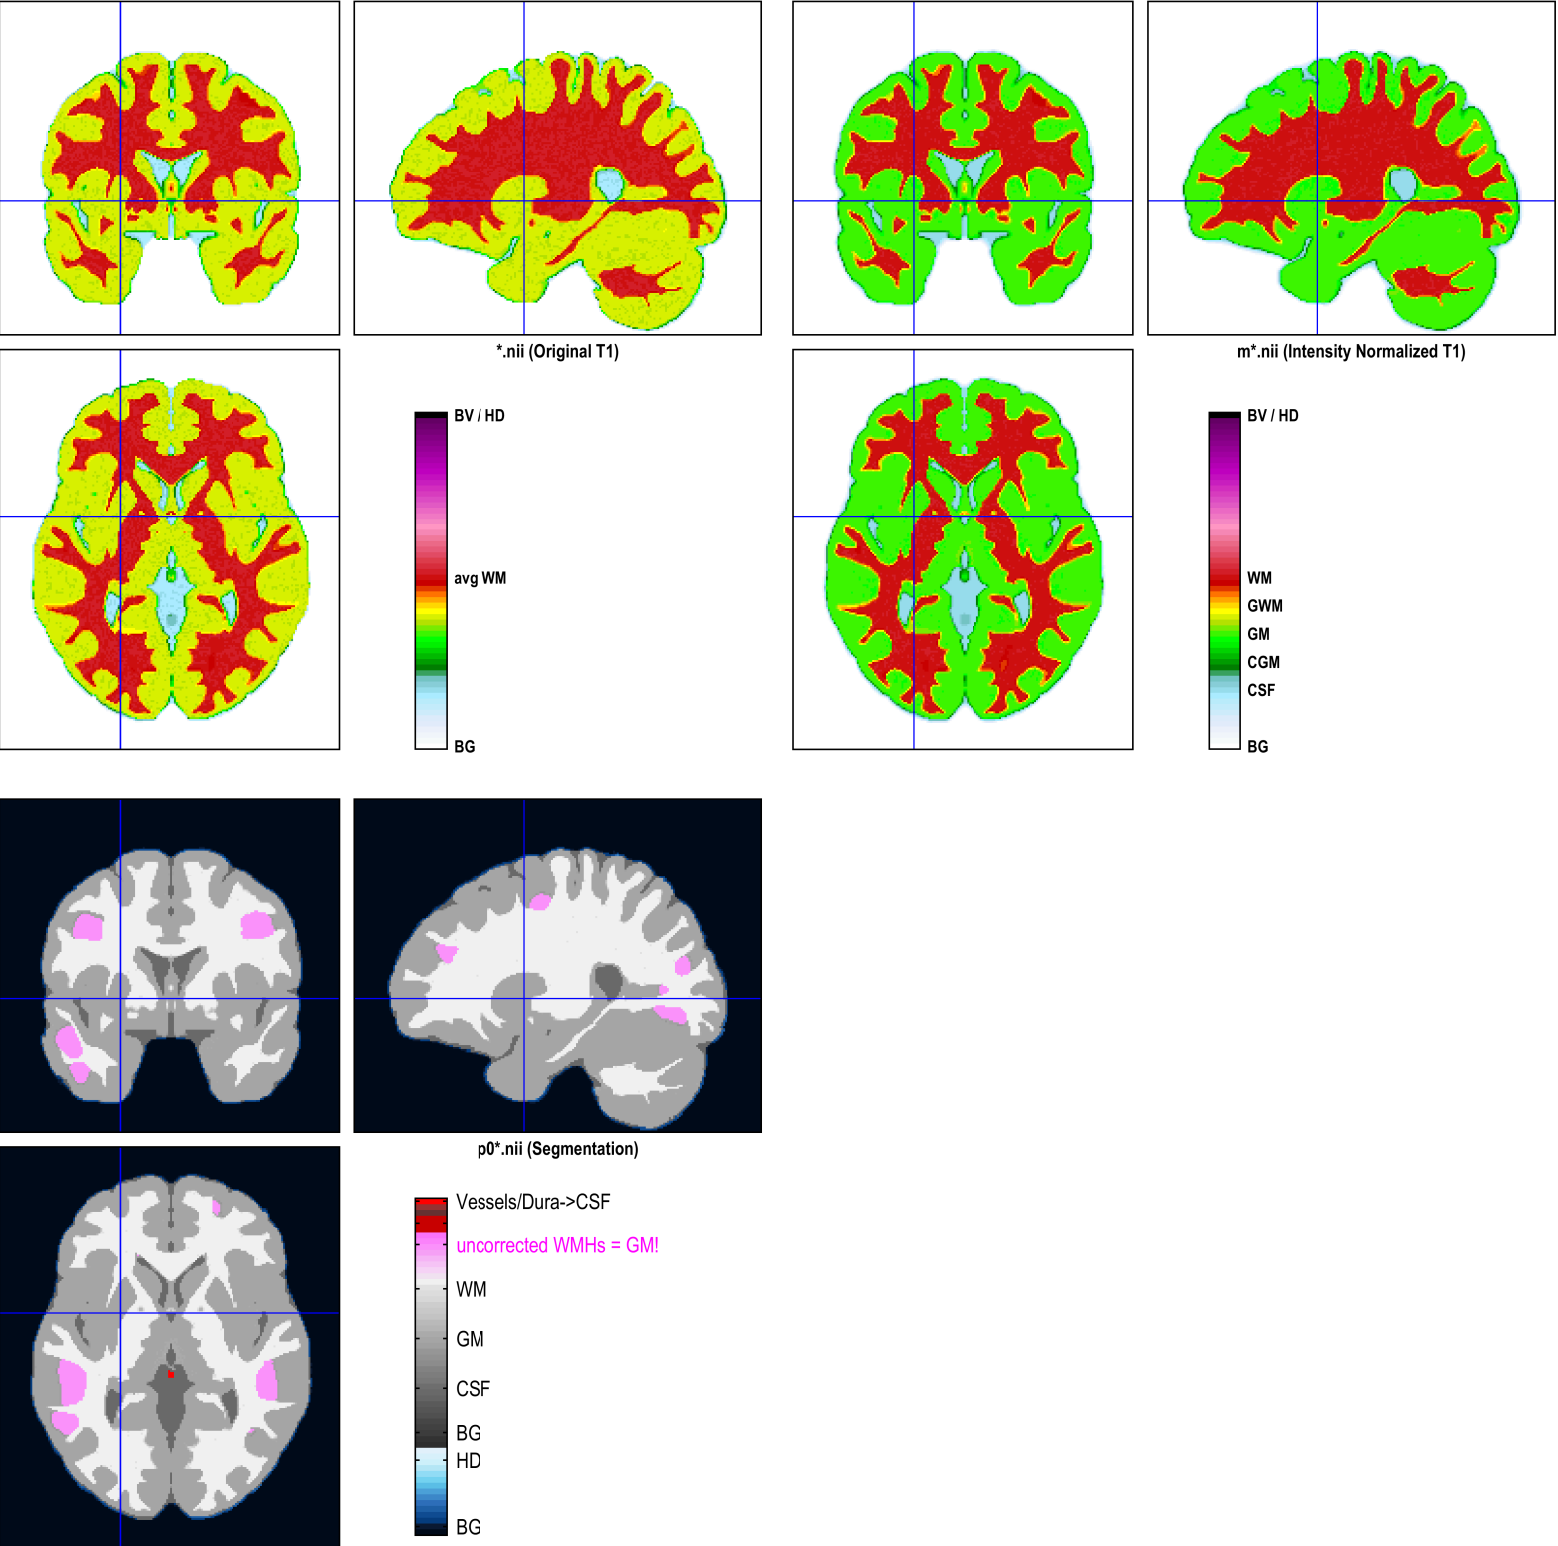 *.nii (Original T1)
BV / HD
avg WM
BG
m*.nii (Intensity Normalized T1)
BV / HD
WM
GWM
GM
CGM
CSF
BG
p0*.nii (Segmentation)
Vessels/Dura->CSF
uncorrected WMHs = GM!
WM
GM
CSF
BG
HD
BG